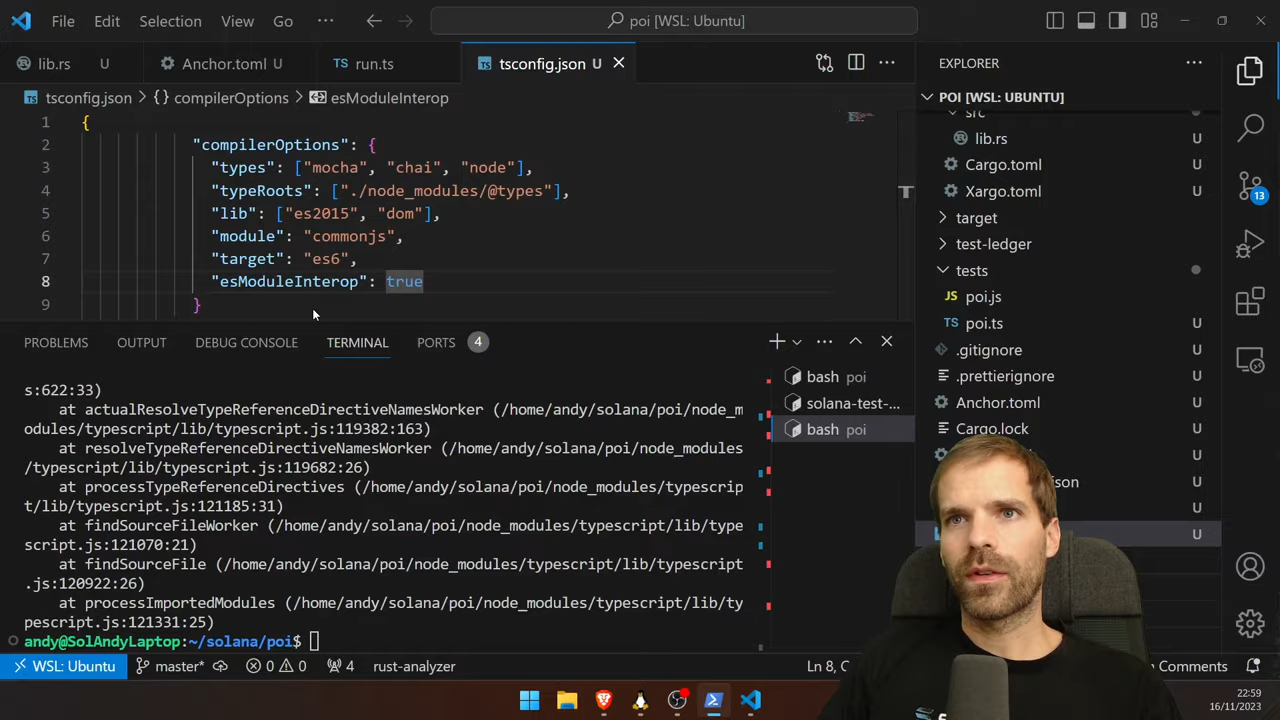 File Edit Selection View Go ··· poi [WSL: Ubuntu]
lib.rs U Anchor.toml U run.ts tsconfig.json U
tsconfig.json > {} compilerOptions > esModuleInterop
1 {
2 "compilerOptions": {
3 "types": ["mocha", "chai", "node"],
4 "typeRoots": ["./node_modules/@types"],
5 "lib": ["es2015", "dom"],
6 "module": "commonjs",
7 "target": "es6",
8 "esModuleInterop": true
9 }
PROBLEMS OUTPUT DEBUG CONSOLE TERMINAL PORTS 4
s:622:33)
at actualResolveTypeReferenceDirectiveNamesWorker (/home/andy/solana/poi/node_m
odules/typescript/lib/typescript.js:119382:163)
at resolveTypeReferenceDirectiveNamesWorker (/home/andy/solana/poi/node_modules
/typescript/lib/typescript.js:119682:26)
at processTypeReferenceDirectives (/home/andy/solana/poi/node_modules/typescrip
t/lib/typescript.js:121185:31)
at findSourceFileWorker (/home/andy/solana/poi/node_modules/typescript/lib/type
script.js:121070:21)
at findSourceFile (/home/andy/solana/poi/node_modules/typescript/lib/typescript
.js:120922:26)
at processImportedModules (/home/andy/solana/poi/node_modules/typescript/lib/ty
pescript.js:121331:25)
andy@SolAndyLaptop:~/solana/poi$
bash poi
solana-test-...
bash poi
EXPLORER
POI [WSL: UBUNTU]
src
lib.rs U
Cargo.toml U
Xargo.toml U
target
test-ledger
tests
poi.js
poi.ts U
.gitignore U
.prettierignore U
Anchor.toml U
Cargo.lock U
U
son U
U
U
13
WSL: Ubuntu master* 0 0 4 rust-analyzer Ln 8, C Comments
22:59
16/11/2023